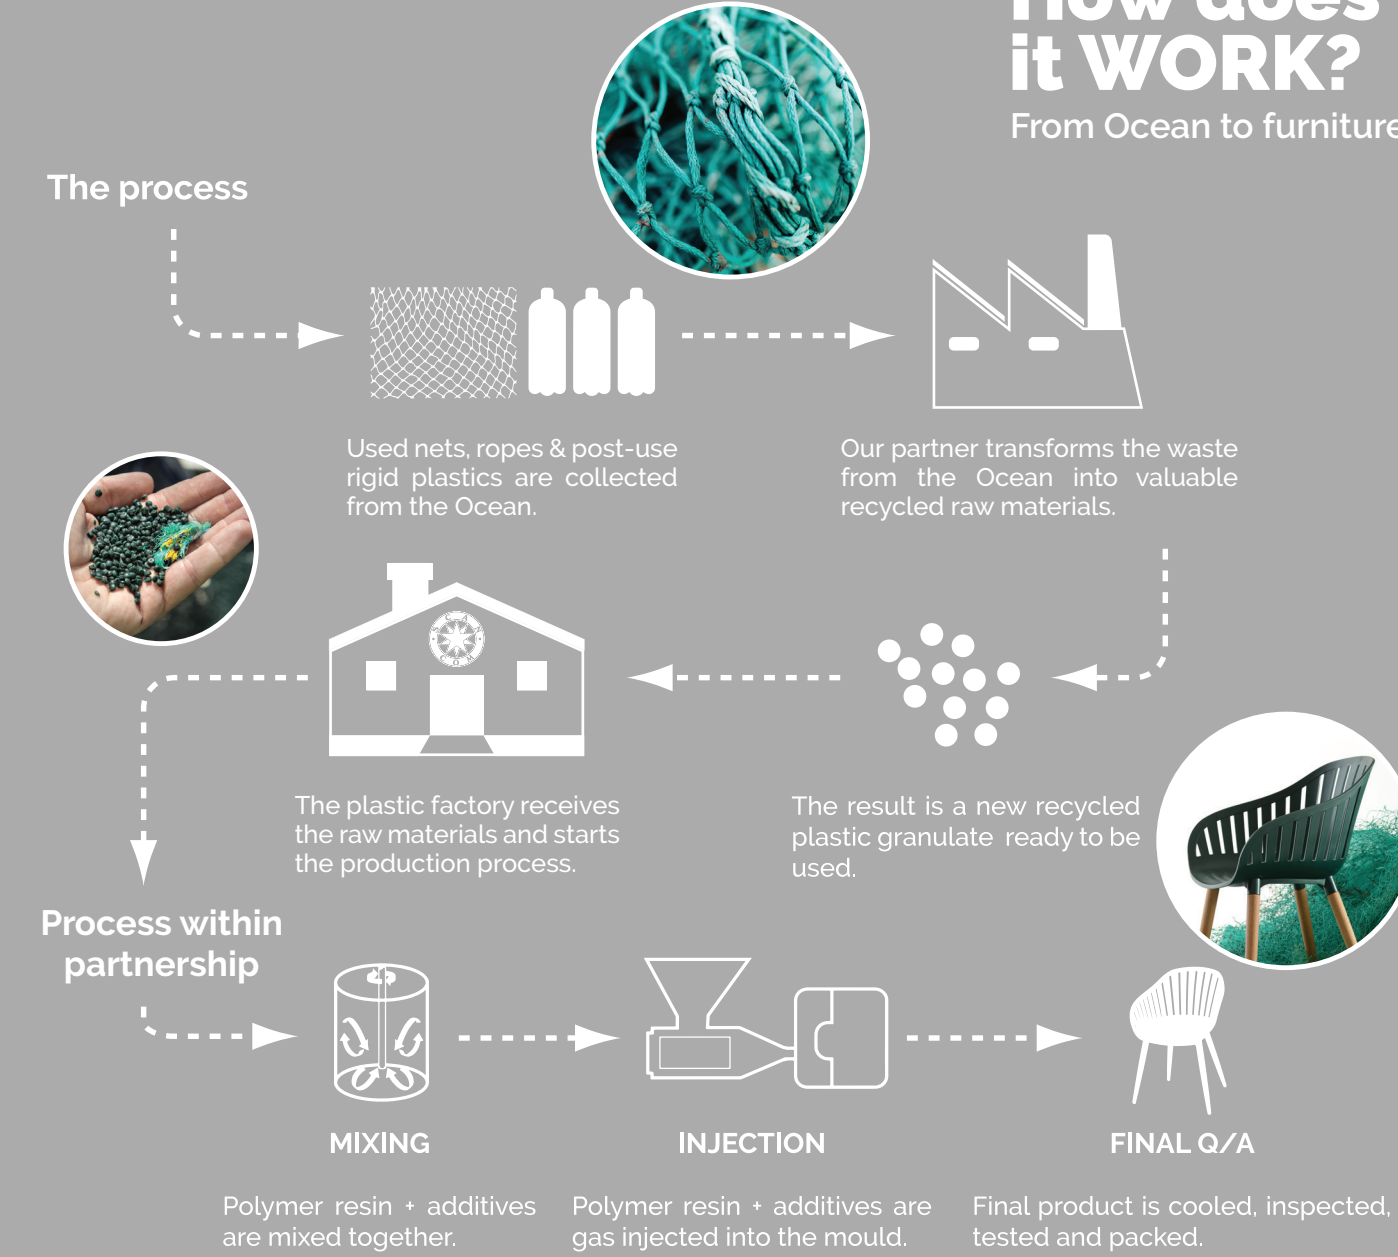 How does
it WORK?
From Ocean to furniture
The process
Used nets, ropes & post-use
rigid plastics are collected
from the Ocean.
Our partner transforms the waste
from the Ocean into valuable
recycled raw materials.
SCAN
COM
The plastic factory receives
the raw materials and starts
the production process.
The result is a new recycled
plastic granulate ready to be
used.
Process within
partnership
MIXING
Polymer resin + additives
are mixed together.
INJECTION
Polymer resin + additives are
gas injected into the mould.
FINAL Q/A
Final product is cooled, inspected,
tested and packed.